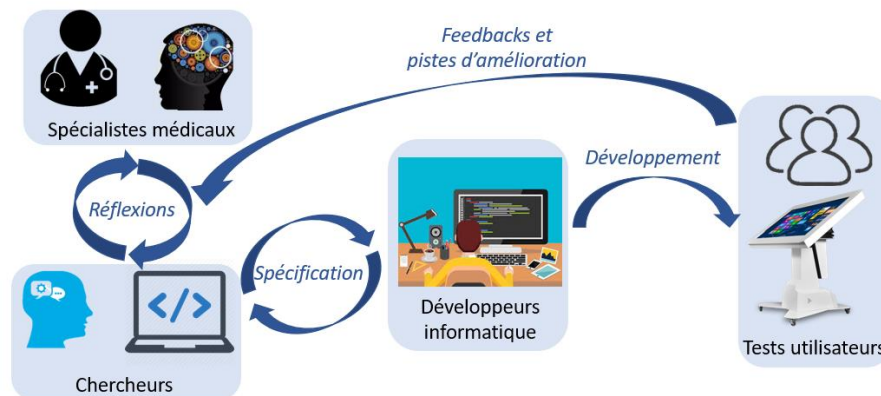 Feedbacks et
pistes d'amélioration
Spécialistes médicaux
Développement
Réflexions
Spécification
</>
Développeurs
informatique
Chercheurs
Tests utilisateurs